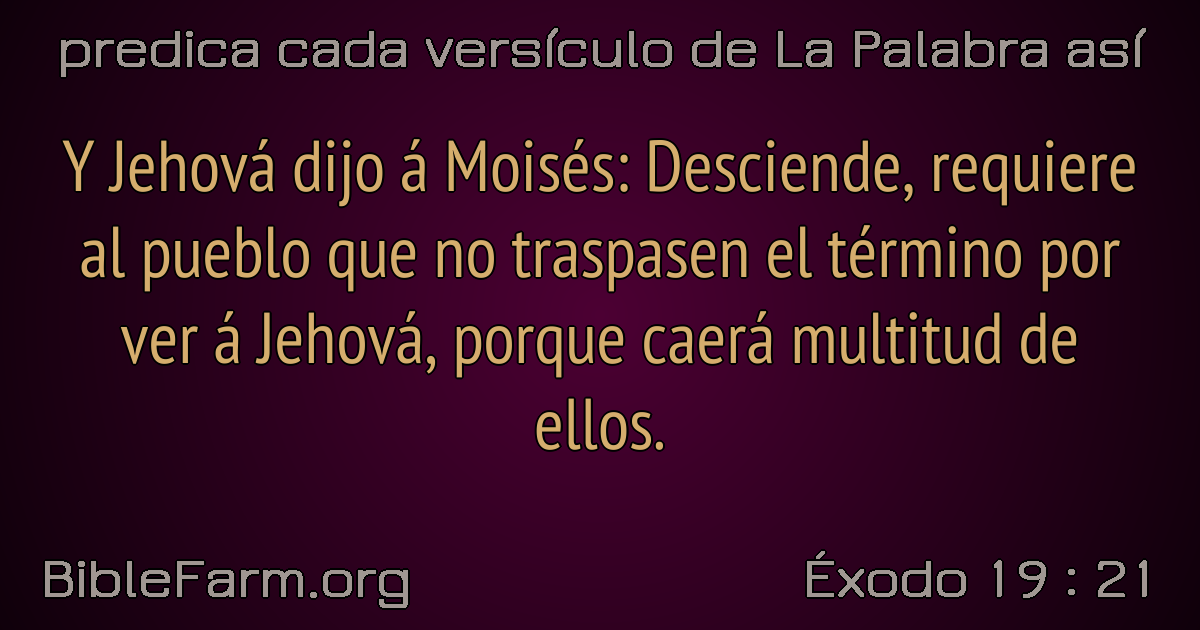 predica cada versículo de La Palabra así
Y Jehová dijo á Moisés: Desciende, requiere
al pueblo que no traspasen el término por
ver á Jehová, porque caerá multitud de
ellos.
BibleFarm.org
Éxodo 19 : 21